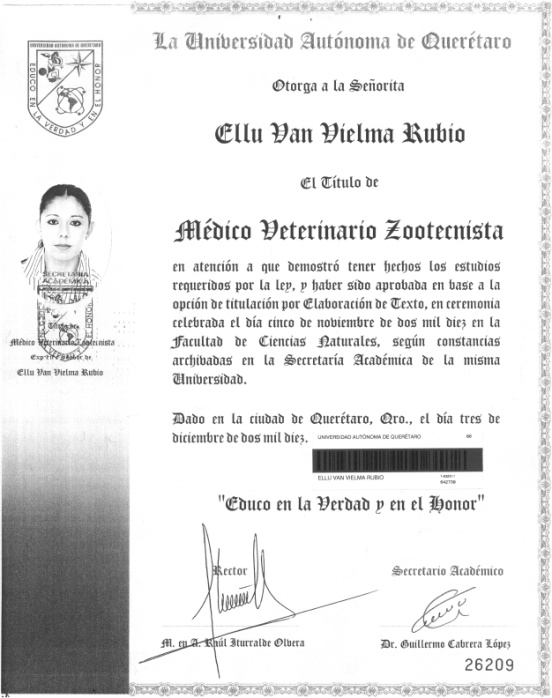 La Universidad Autónoma de Querétaro
UNIVERSIDAD AUTONOMA DE QUERETARO
EDUCO EN LA VERDAD Y EN EL HONOR
Otorga a la Señorita
Ellu Van Vielma Rubio
El Título de
Médico Veterinario Zootecnista
en atención a que demostró tener hechos los estudios
requeridos por la ley, y haber sido aprobada en base a la
opción de titulación por Elaboración de Texto, en ceremonia
celebrada el día cinco de noviembre de dos mil diez en la
Facultad de Ciencias Naturales, según constancias
archivadas en la Secretaría Académica de la misma
Universidad.
SECRETARIA
ACADEMICA
Título de
Médico Veterinario Zootecnista
Ellu Van Vielma Rubio
Dado en la ciudad de Querétaro, Qro., el día tres de
diciembre de dos mil diez.
UNIVERSIDAD AUTÓNOMA DE QUERÉTARO
ELLU VAN VIELMA RUBIO
642709
"Educo en la Verdad y en el Honor"
Rector
Secretario Académico
M. en A. Raúl Iturralde Olvera
Dr. Guillermo Cabrera López
26209